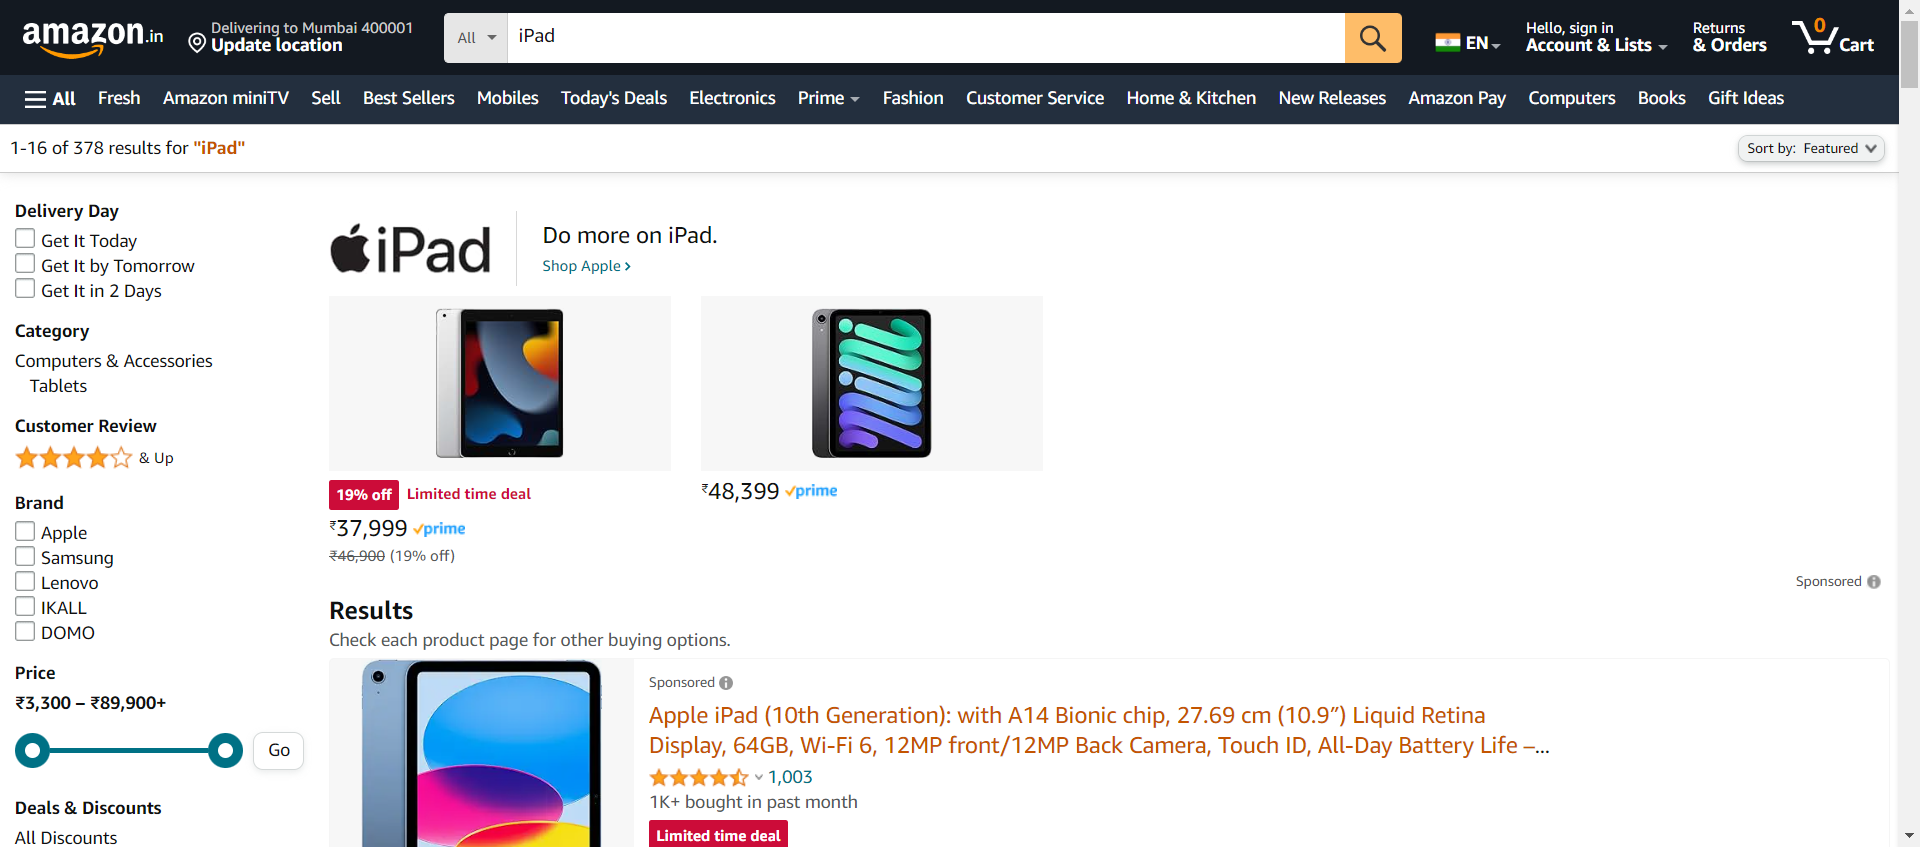 amazon.in
Delivering to Mumbai 400001
Update location
All
iPad
EN
Hello, sign in
Account & Lists
Returns
& Orders
0
Cart
All
Fresh
Amazon miniTV
Sell
Best Sellers
Mobiles
Today's Deals
Electronics
Prime
Fashion
Customer Service
Home & Kitchen
New Releases
Amazon Pay
Computers
Books
Gift Ideas
1-16 of 378 results for "iPad"
Sort by: Featured
Delivery Day
Get It Today
Get It by Tomorrow
Get It in 2 Days
Category
Computers & Accessories
Tablets
Customer Review
& Up
Brand
Apple
Samsung
Lenovo
IKALL
DOMO
Price
₹3,300 – ₹89,900+
Go
Deals & Discounts
All Discounts
iPad
Do more on iPad.
Shop Apple ›
19% off Limited time deal
₹37,999 prime
₹46,900 (19% off)
₹48,399 prime
Sponsored
Results
Check each product page for other buying options.
Sponsored
Apple iPad (10th Generation): with A14 Bionic chip, 27.69 cm (10.9″) Liquid Retina
Display, 64GB, Wi-Fi 6, 12MP front/12MP Back Camera, Touch ID, All-Day Battery Life –...
1,003
1K+ bought in past month
Limited time deal